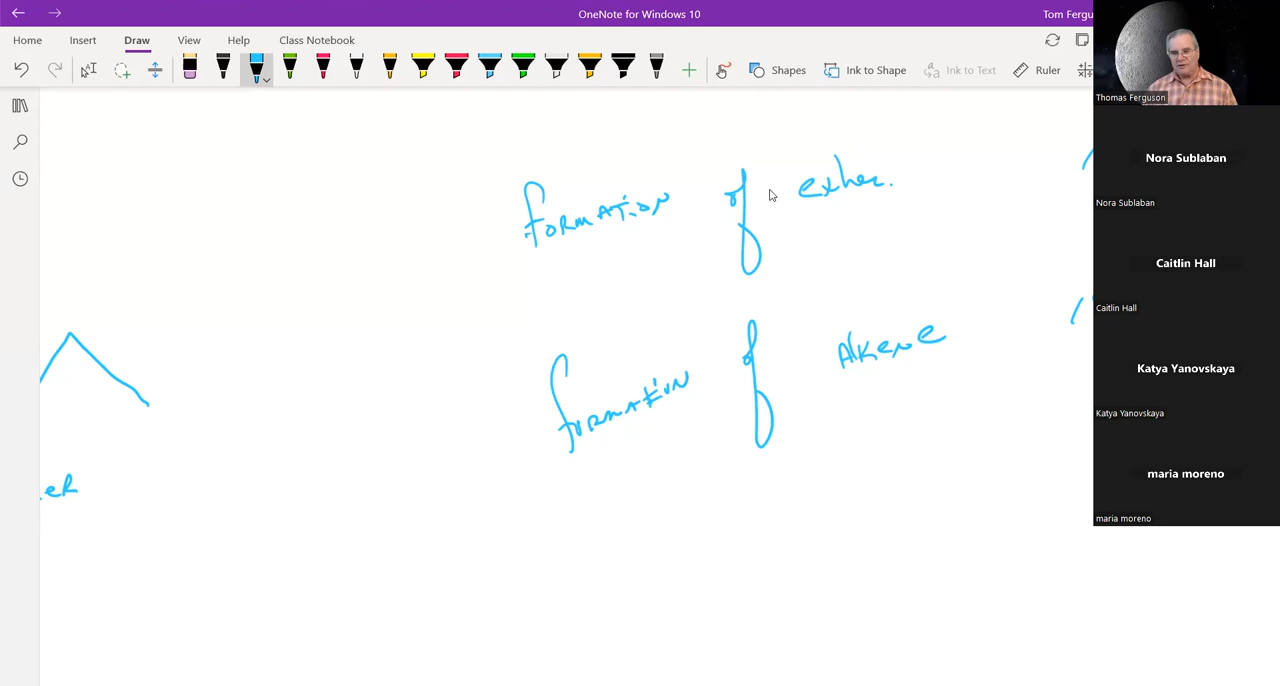 OneNote for Windows 10
Tom Fergu
Home Insert Draw View Help Class Notebook
Shapes Ink to Shape Ink to Text Ruler
Thomas Ferguson
Nora Sublaban
Nora Sublaban
Caitlin Hall
Caitlin Hall
Katya Yanovskaya
Katya Yanovskaya
maria moreno
maria moreno
formation of ether.
formation of Alkene
eR